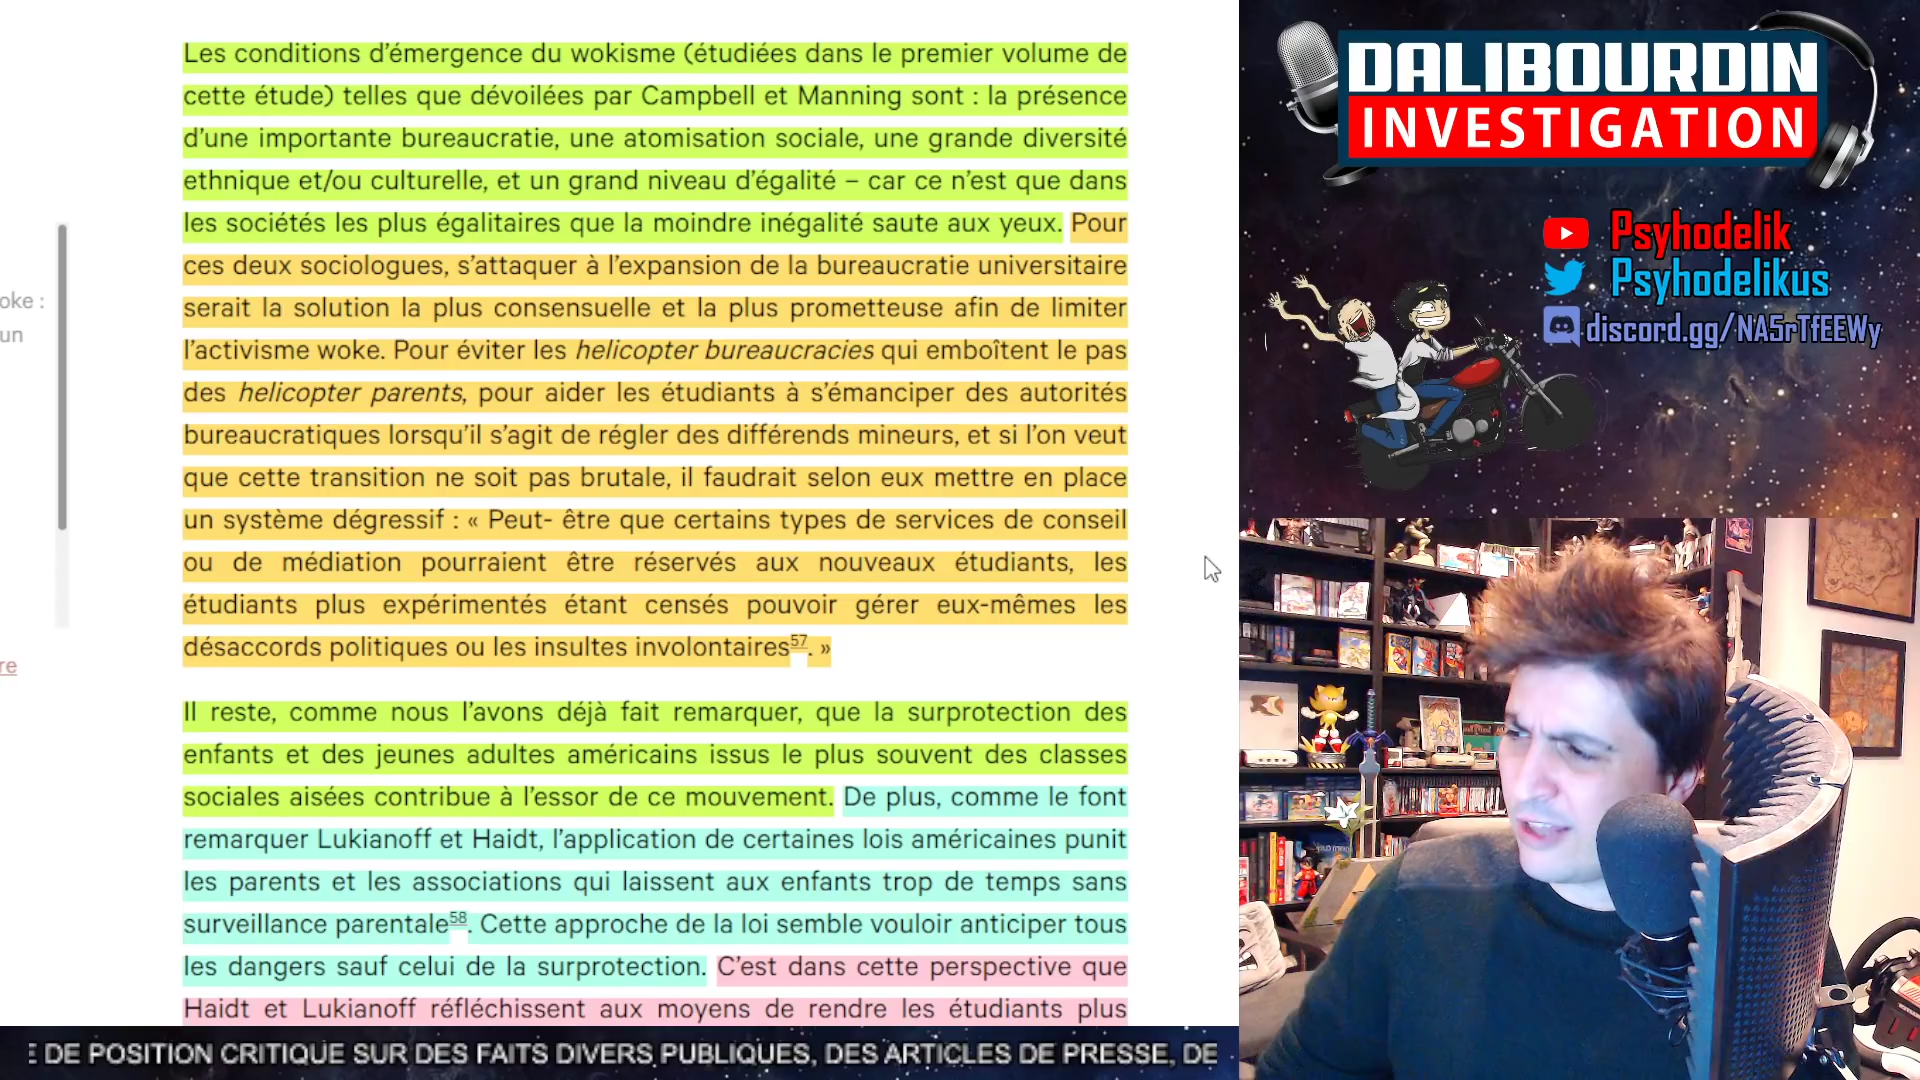 Les conditions d’émergence du wokisme (étudiées dans le premier volume de
cette étude) telles que dévoilées par Campbell et Manning sont : la présence
d’une importante bureaucratie, une atomisation sociale, une grande diversité
ethnique et/ou culturelle, et un grand niveau d’égalité – car ce n’est que dans
les sociétés les plus égalitaires que la moindre inégalité saute aux yeux. Pour
ces deux sociologues, s’attaquer à l’expansion de la bureaucratie universitaire
serait la solution la plus consensuelle et la plus prometteuse afin de limiter
l’activisme woke. Pour éviter les helicopter bureaucracies qui emboîtent le pas
des helicopter parents, pour aider les étudiants à s’émanciper des autorités
bureaucratiques lorsqu’il s’agit de régler des différends mineurs, et si l’on veut
que cette transition ne soit pas brutale, il faudrait selon eux mettre en place
un système dégressif : « Peut- être que certains types de services de conseil
ou de médiation pourraient être réservés aux nouveaux étudiants, les
étudiants plus expérimentés étant censés pouvoir gérer eux-mêmes les
désaccords politiques ou les insultes involontaires57. »
Il reste, comme nous l’avons déjà fait remarquer, que la surprotection des
enfants et des jeunes adultes américains issus le plus souvent des classes
sociales aisées contribue à l’essor de ce mouvement. De plus, comme le font
remarquer Lukianoff et Haidt, l’application de certaines lois américaines punit
les parents et les associations qui laissent aux enfants trop de temps sans
surveillance parentale58. Cette approche de la loi semble vouloir anticiper tous
les dangers sauf celui de la surprotection. C’est dans cette perspective que
Haidt et Lukianoff réfléchissent aux moyens de rendre les étudiants plus
oke :
un
re
DALIBOURDIN
INVESTIGATION
Psyhodelik
Psyhodelikus
discord.gg/NA5rTfEEWy
E DE POSITION CRITIQUE SUR DES FAITS DIVERS PUBLIQUES, DES ARTICLES DE PRESSE, DE